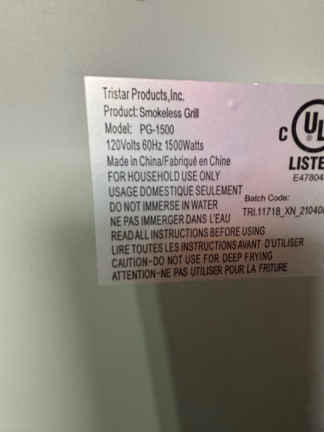 Tristar Products,Inc.
Product: Smokeless Grill
Model: PG-1500
120Volts 60Hz 1500Watts
Made in China/Fabriqué en Chine
FOR HOUSEHOLD USE ONLY
USAGE DOMESTIQUE SEULEMENT
DO NOT IMMERSE IN WATER
NE PAS IMMERGER DANS L'EAU
READ ALL INSTRUCTIONS BEFORE USING
LIRE TOUTES LES INSTRUCTIONS AVANT D'UTILISER
CAUTION-DO NOT USE FOR DEEP FRYING
ATTENTION-NE PAS UTILISER POUR LA FRITURE
C UL
LISTE
E47804
Batch Code:
TRI.11718_XN_21040